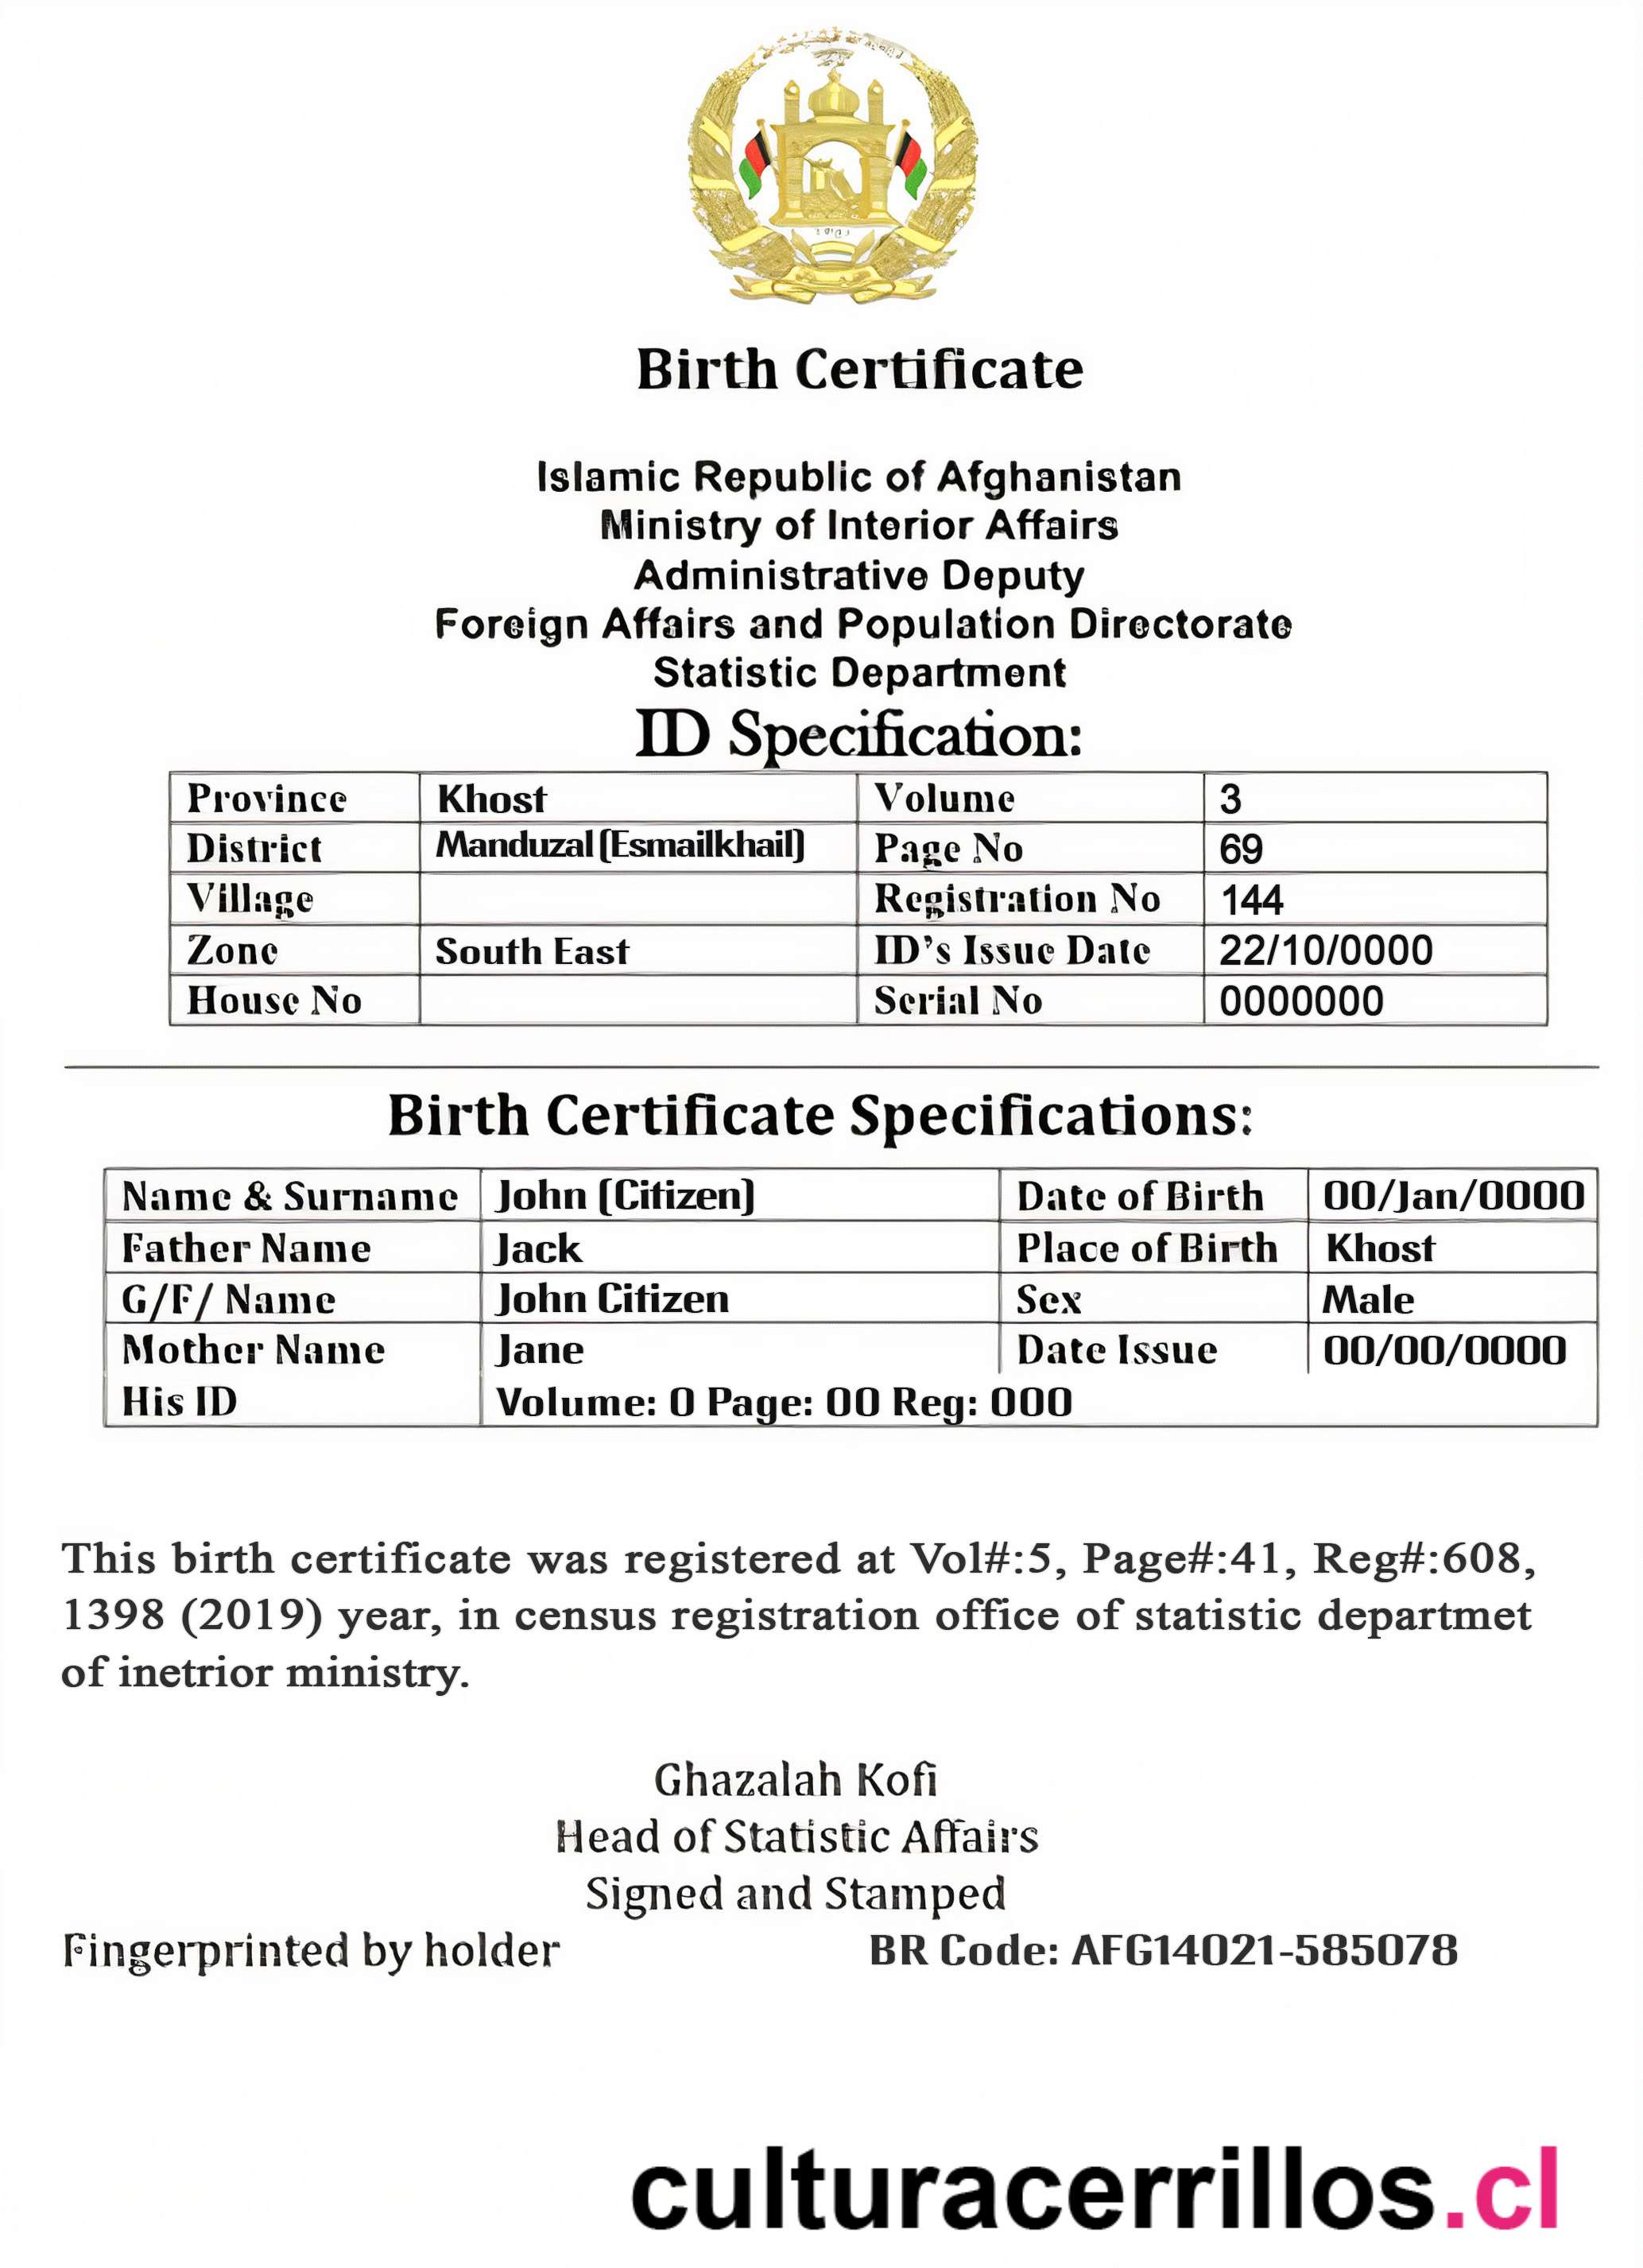 Birth Certificate
Islamic Republic of Afghanistan
Ministry of Interior Affairs
Administrative Deputy
Foreign Affairs and Population Directorate
Statistic Department
ID Specification:
Province Khost Volume 3
District Manduzal (Esmailkhail) Page No 69
Village Registration No 144
Zone South East ID's Issue Date 22/10/0000
House No Serial No 0000000
Birth Certificate Specifications:
Name & Surname John (Citizen) Date of Birth 00/Jan/0000
Father Name Jack Place of Birth Khost
G/F/ Name John Citizen Sex Male
Mother Name Jane Date Issue 00/00/0000
His ID Volume: 0 Page: 00 Reg: 000
This birth certificate was registered at Vol#:5, Page#:41, Reg#:608,
1398 (2019) year, in census registration office of statistic departmet
of inetrior ministry.
Ghazalah Kofi
Head of Statistic Affairs
Signed and Stamped
Fingerprinted by holder BR Code: AFG14021-585078
culturacerrillos.cl